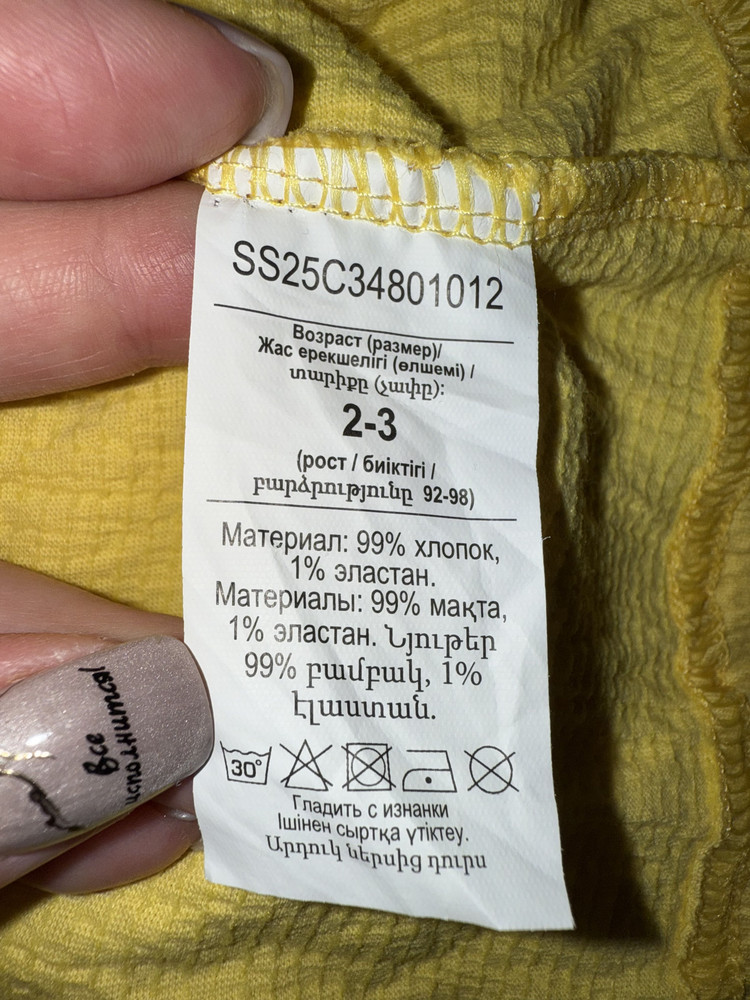 SS25C34801012
Возраст (размер)/
Жас ерекшелігі (өлшемі) /
տարիքը (չափը):
2-3
(рост / биіктігі /
բարձրությունը 92-98)
Материал: 99% хлопок,
1% эластан.
Материалы: 99% мақта,
1% эластан. Նյութեր
99% բամբակ, 1%
էլաստան.
30°
Гладить с изнанки
Ішінен сыртқа үтіктеу.
Արդուկ ներսից դուրս
все
исполнится!